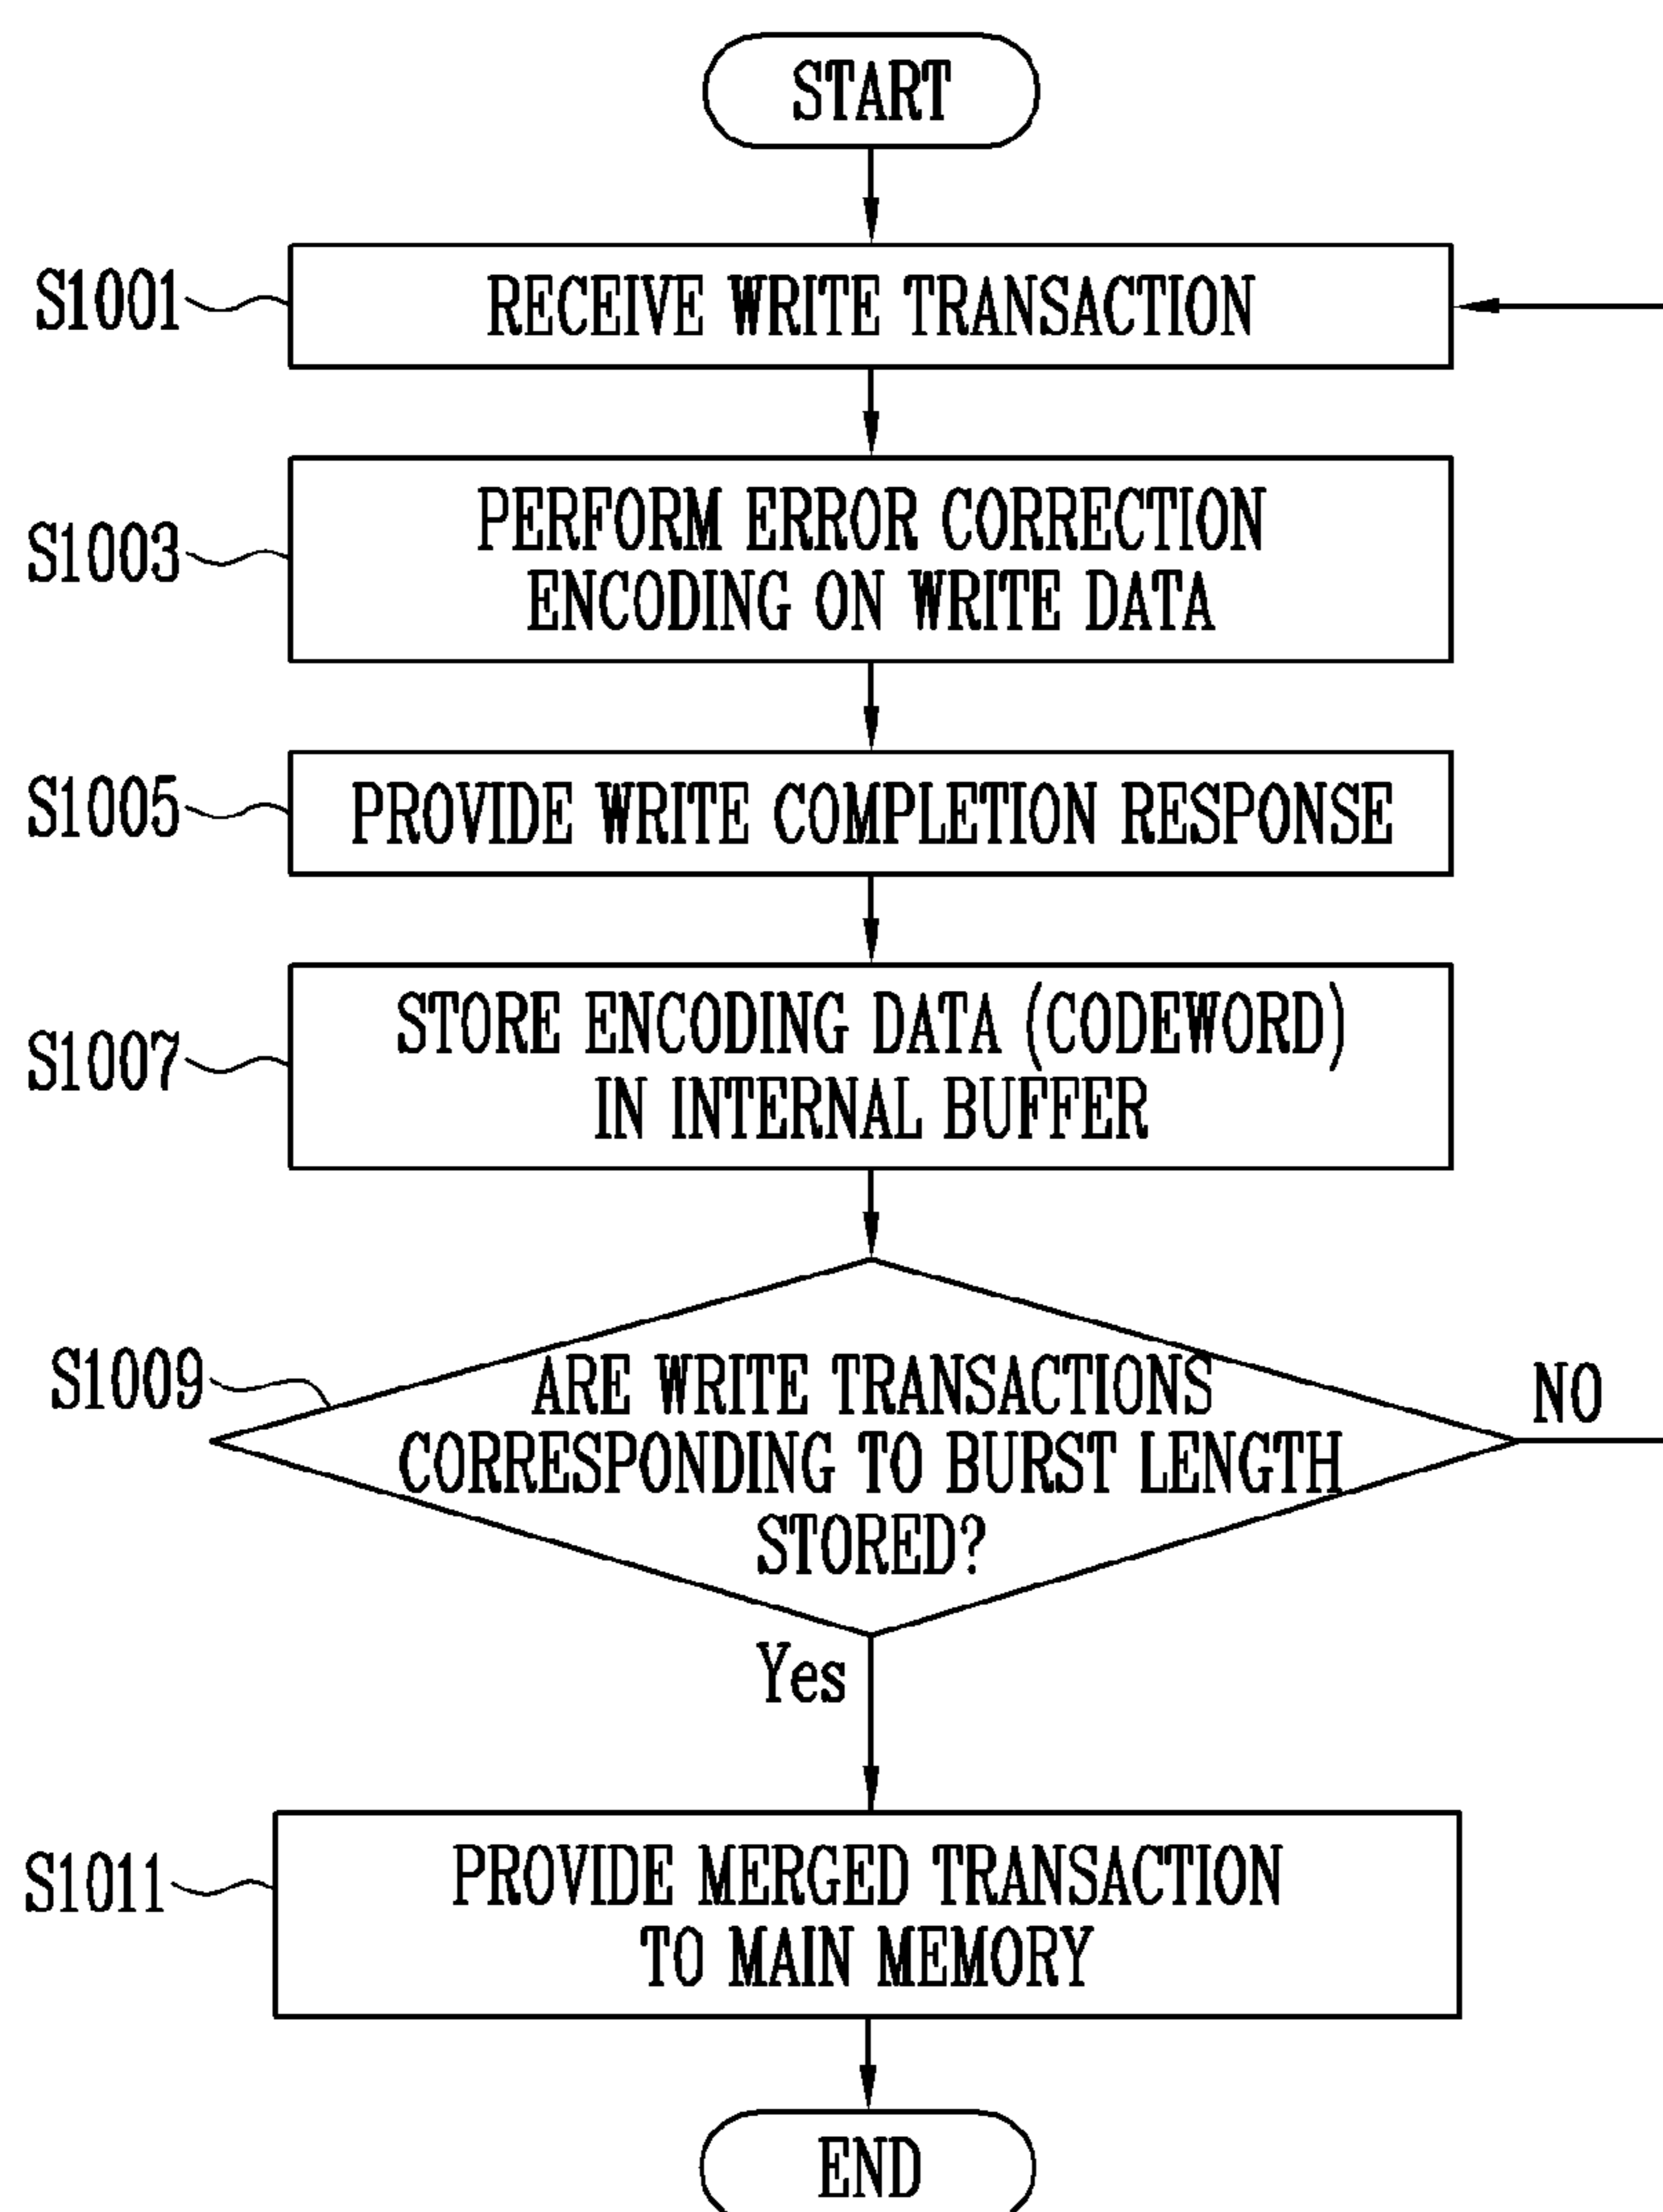 START
S1001
RECEIVE WRITE TRANSACTION
S1003
PERFORM ERROR CORRECTION
ENCODING ON WRITE DATA
S1005
PROVIDE WRITE COMPLETION RESPONSE
S1007
STORE ENCODING DATA (CODEWORD)
IN INTERNAL BUFFER
S1009
ARE WRITE TRANSACTIONS
CORRESPONDING TO BURST LENGTH
STORED?
NO
Yes
S1011
PROVIDE MERGED TRANSACTION
TO MAIN MEMORY
END